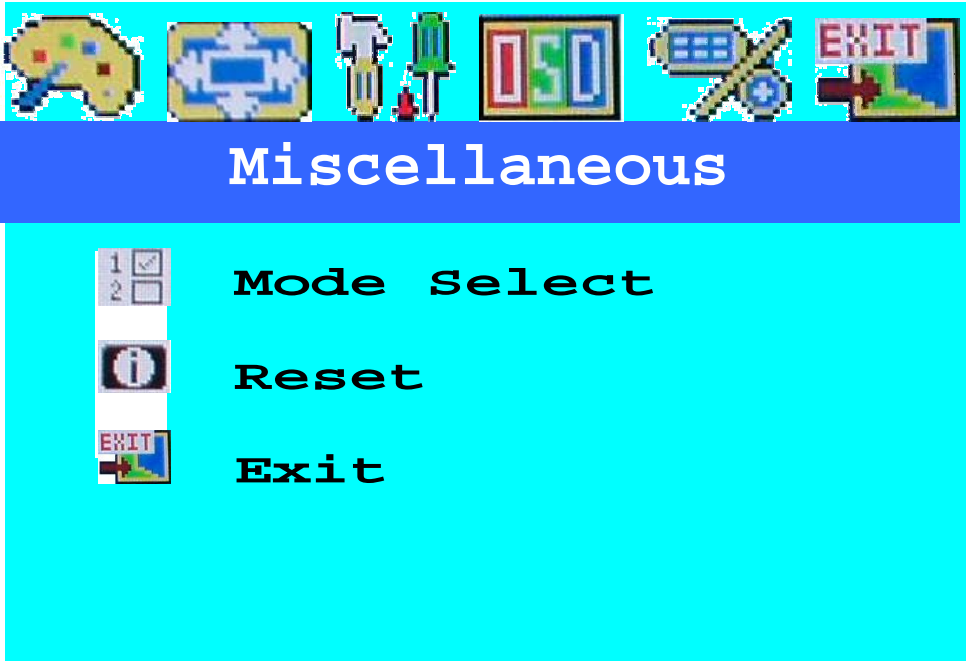 OSD EXIT
Miscellaneous
1
2
Mode Select
i
Reset
EXIT
Exit